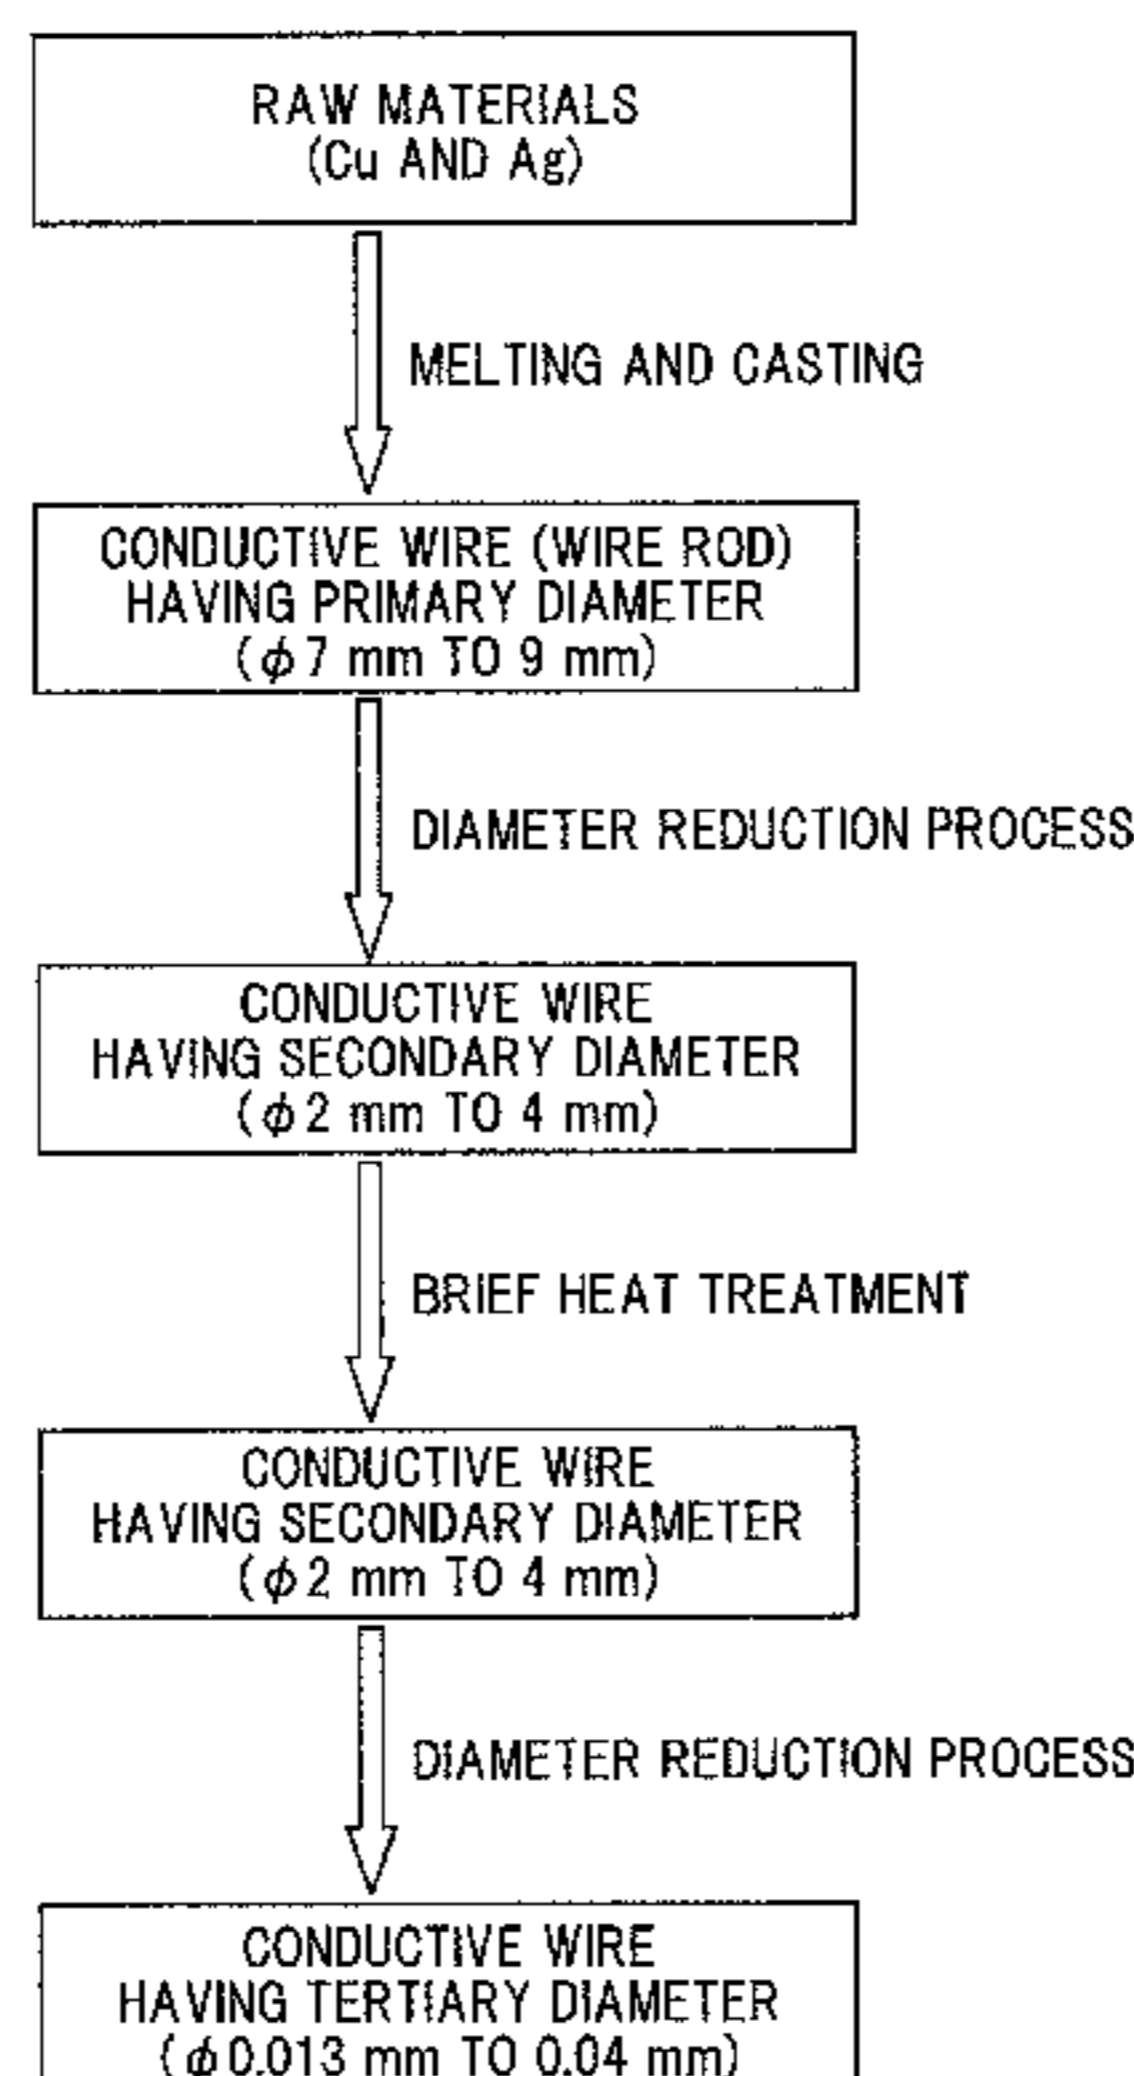 RAW MATERIALS
(Cu AND Ag)
MELTING AND CASTING
CONDUCTIVE WIRE (WIRE ROD)
HAVING PRIMARY DIAMETER
(φ7 mm TO 9 mm)
DIAMETER REDUCTION PROCESS
CONDUCTIVE WIRE
HAVING SECONDARY DIAMETER
(φ2 mm TO 4 mm)
BRIEF HEAT TREATMENT
CONDUCTIVE WIRE
HAVING SECONDARY DIAMETER
(φ2 mm TO 4 mm)
DIAMETER REDUCTION PROCESS
CONDUCTIVE WIRE
HAVING TERTIARY DIAMETER
(φ0.013 mm TO 0.04 mm)